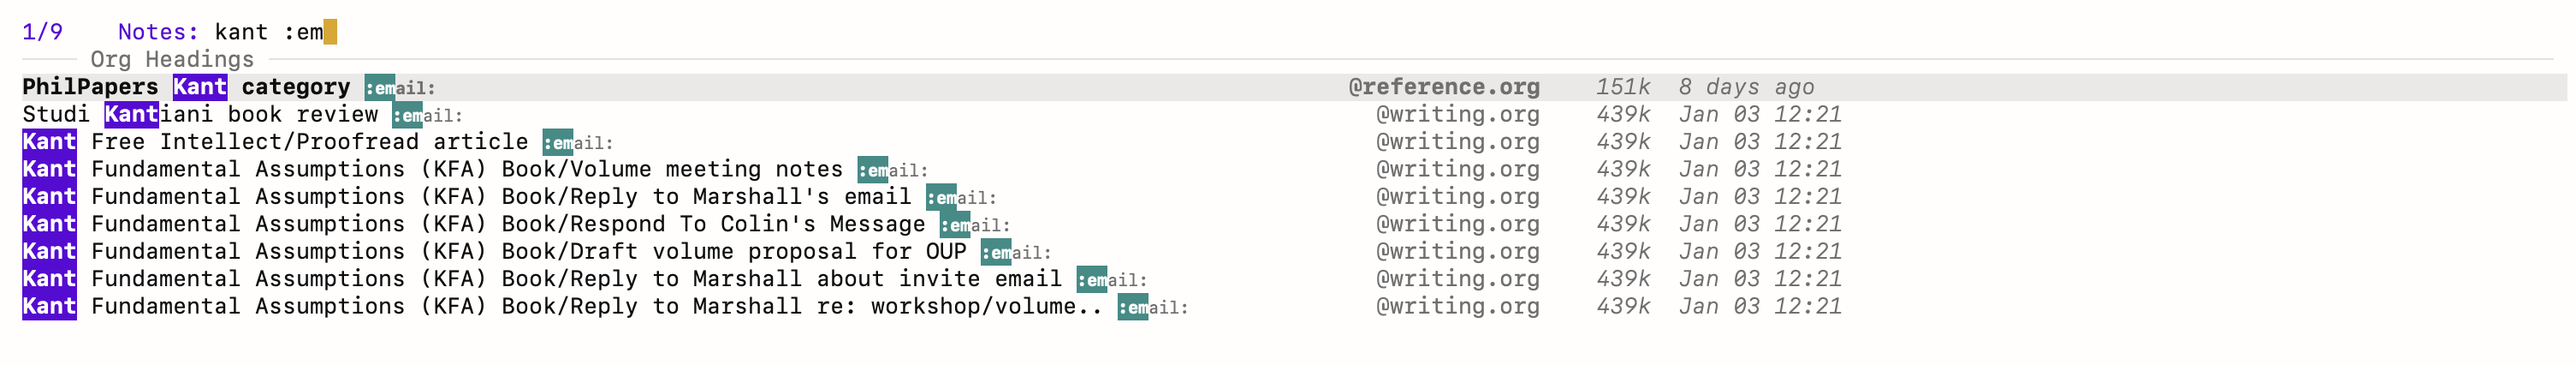 1/9 Notes: kant :em
Org Headings
PhilPapers Kant category :email: @reference.org 151k 8 days ago
Studi Kantiani book review :email: @writing.org 439k Jan 03 12:21
Kant Free Intellect/Proofread article :email: @writing.org 439k Jan 03 12:21
Kant Fundamental Assumptions (KFA) Book/Volume meeting notes :email: @writing.org 439k Jan 03 12:21
Kant Fundamental Assumptions (KFA) Book/Reply to Marshall's email :email: @writing.org 439k Jan 03 12:21
Kant Fundamental Assumptions (KFA) Book/Respond To Colin's Message :email: @writing.org 439k Jan 03 12:21
Kant Fundamental Assumptions (KFA) Book/Draft volume proposal for OUP :email: @writing.org 439k Jan 03 12:21
Kant Fundamental Assumptions (KFA) Book/Reply to Marshall about invite email :email: @writing.org 439k Jan 03 12:21
Kant Fundamental Assumptions (KFA) Book/Reply to Marshall re: workshop/volume.. :email: @writing.org 439k Jan 03 12:21